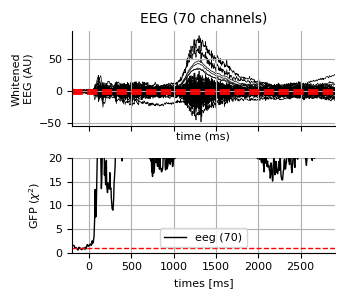 EEG (70 channels)
Whitened
EEG (AU)
50
0
−50
time (ms)
GFP (χ²)
20
15
10
5
0
eeg (70)
0
500
1000
1500
2000
2500
times [ms]